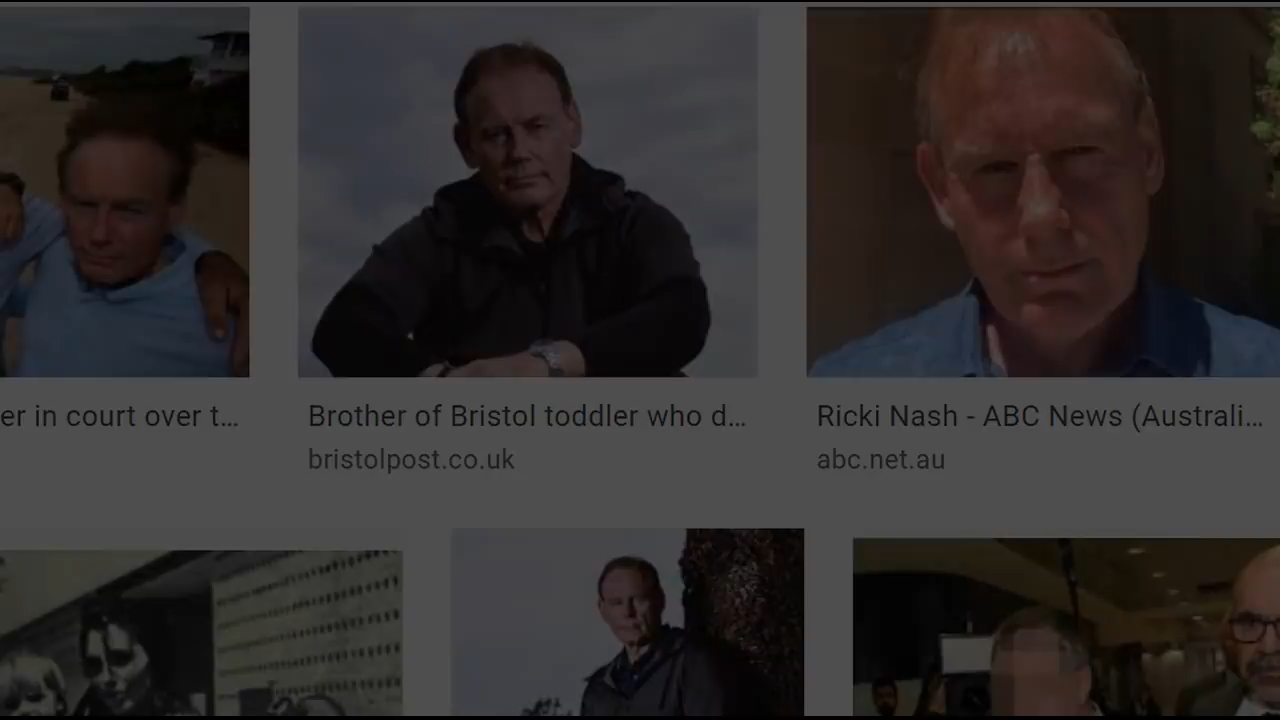 er in court over t...
Brother of Bristol toddler who d...
Ricki Nash - ABC News (Australi...
bristolpost.co.uk
abc.net.au